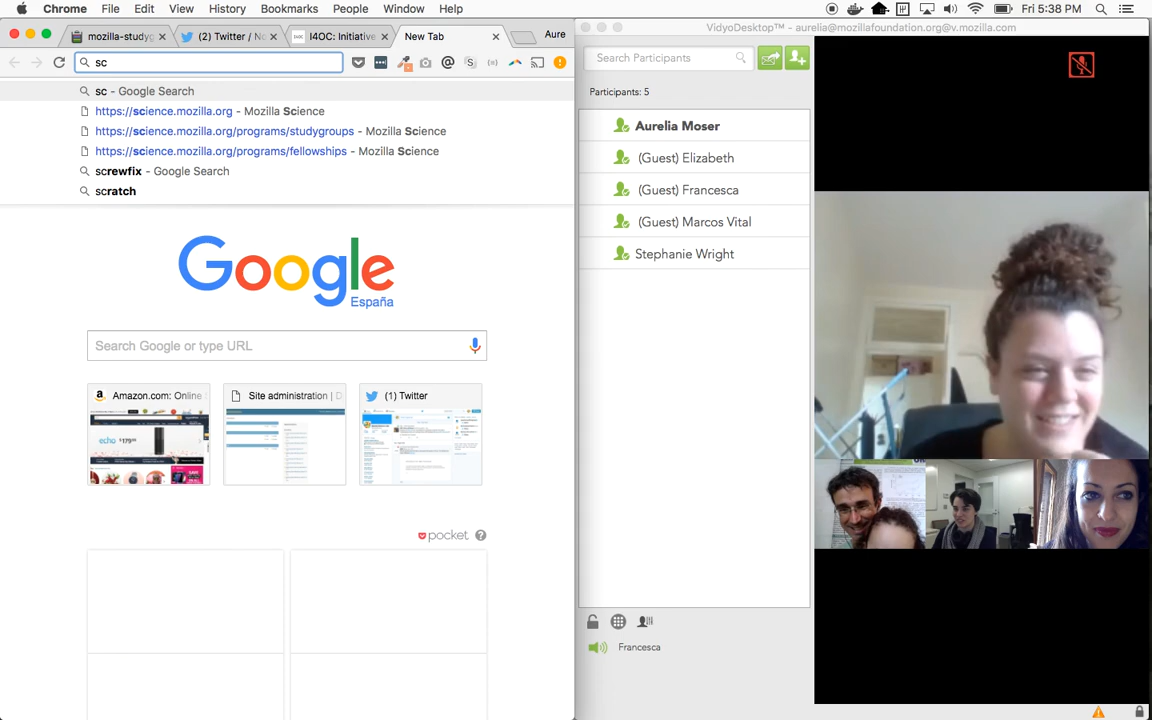 Chrome File Edit View History Bookmarks People Window Help
Fri 5:38 PM
mozilla-studyg
(2) Twitter / No
I4OC: Initiative
New Tab
Aure
VidyoDesktop™ - aurelia@mozillafoundation.org@v.mozilla.com
sc
Search Participants
sc - Google Search
https://science.mozilla.org - Mozilla Science
https://science.mozilla.org/programs/studygroups - Mozilla Science
https://science.mozilla.org/programs/fellowships - Mozilla Science
screwfix - Google Search
scratch
Participants: 5
Aurelia Moser
(Guest) Elizabeth
(Guest) Francesca
(Guest) Marcos Vital
Stephanie Wright
Google
España
Search Google or type URL
Amazon.com: Online
Site administration | D
(1) Twitter
echo $179.99
pocket ?
Francesca